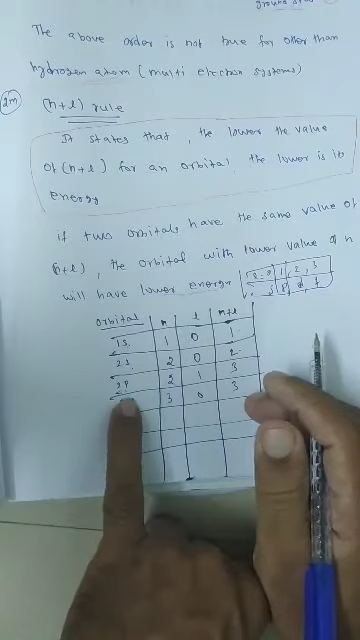 ground state
The above order is not true for other than
hydrogen atom (multi electron systems)
2m (n+l) rule
It states that, the lower the value
of (n+l) for an orbital the lower is its
energy
if two orbitals have the same value of
(n+l), the orbital with lower value of n
will have lower energy
l = 0 1, 2, 3
s p d f
orbital n l n+l
1s 1 0 1
2s 2 0 2
2p 2 1 3
3 0 3